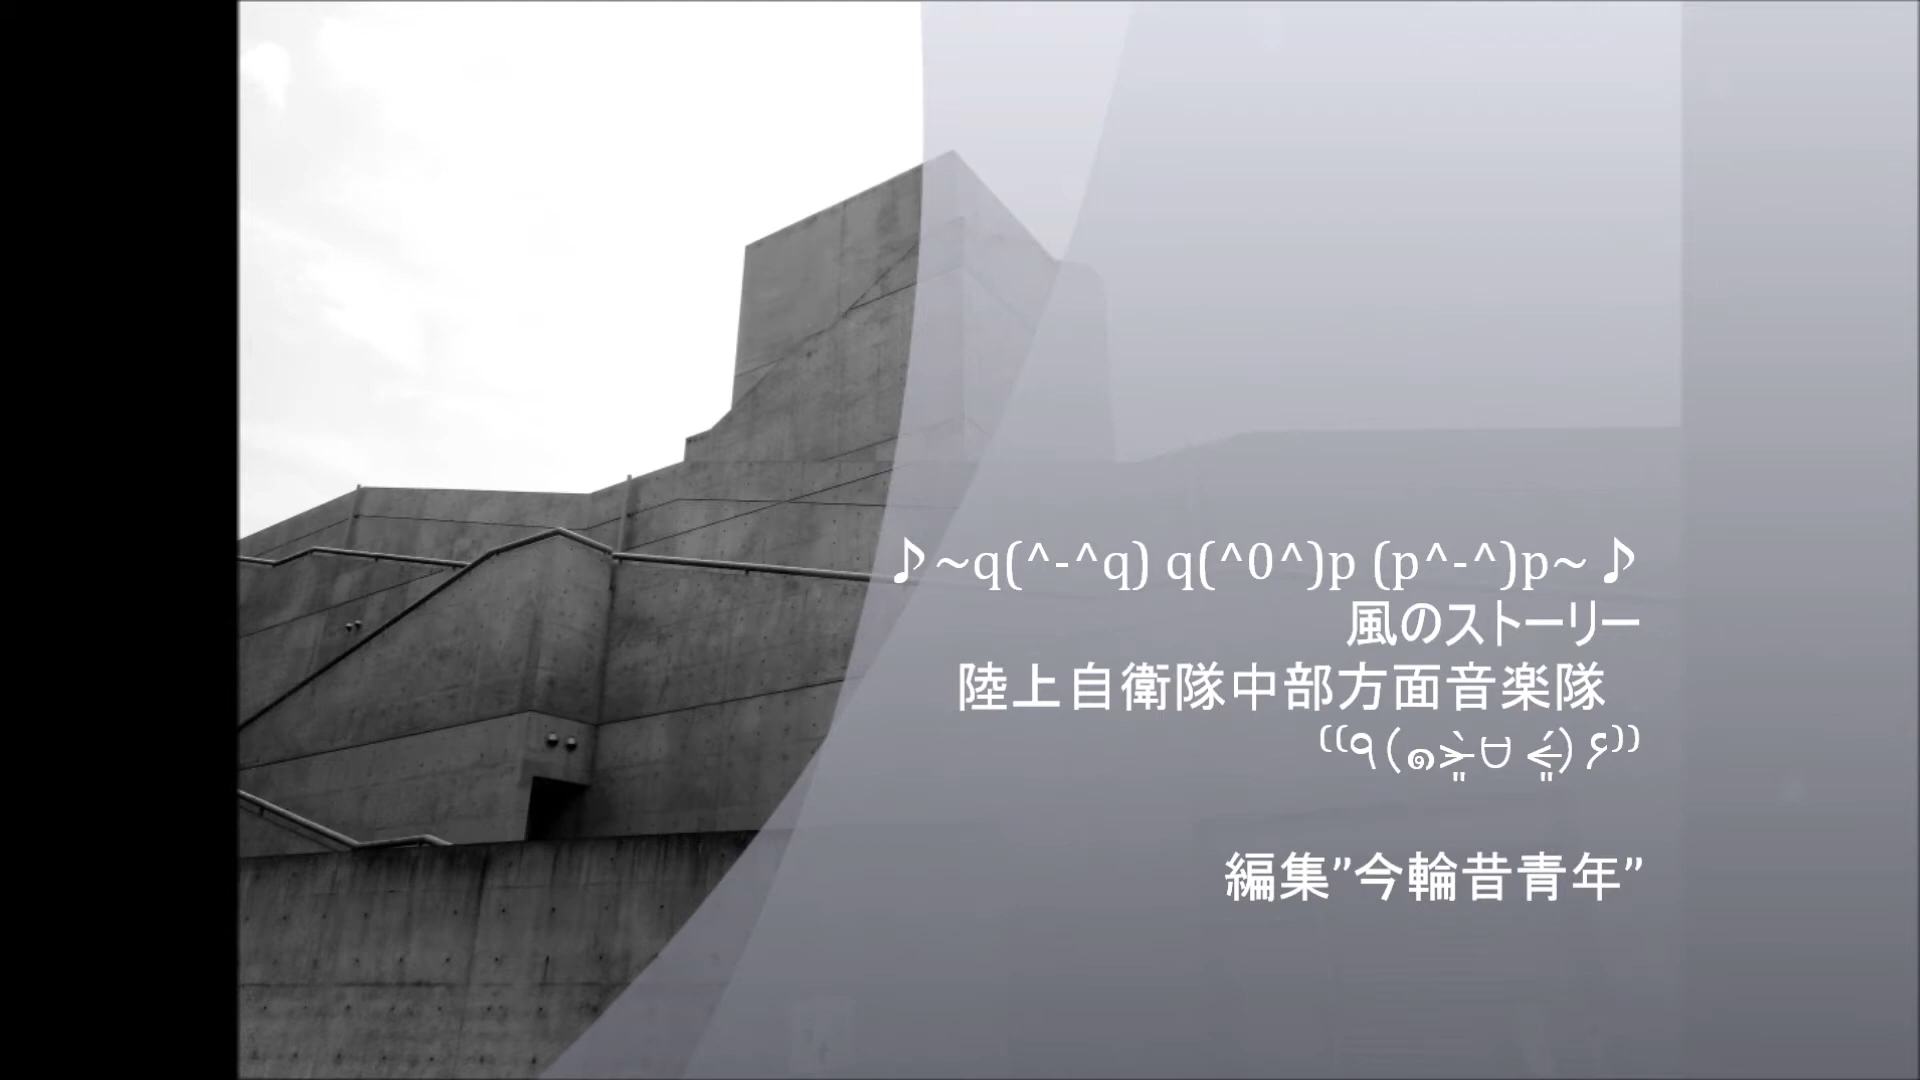 ♪~q(^-^q) q(^0^)p (p^-^)p~♪
風のストーリー
陸上自衛隊中部方面音楽隊
⁽⁽٩(๑˃̶͈̀ ᗨ ˂̶͈́)۶⁾⁾
編集”今輪昔青年”